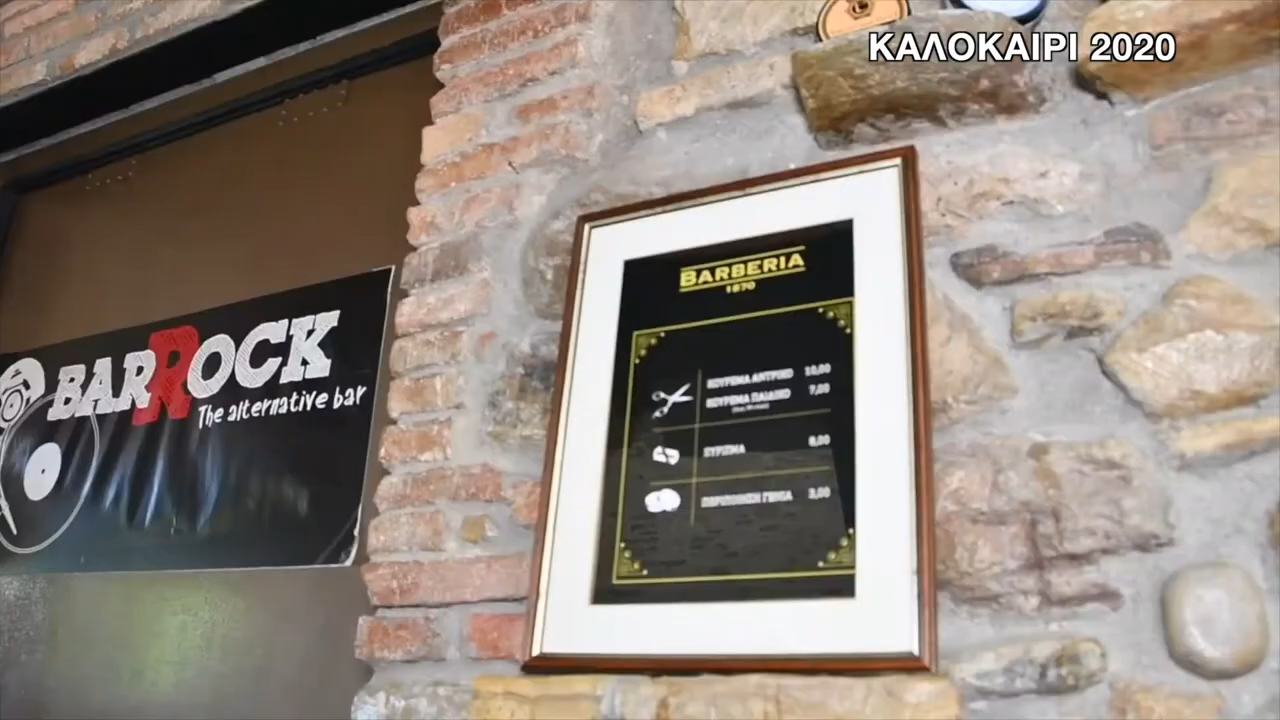 ΚΑΛΟΚΑΙΡΙ 2020
BARROCK
The alternative bar
BARBERIA
1870
ΚΟΥΡΕΜΑ ΑΝΤΡΙΚΟ 10,00
ΚΟΥΡΕΜΑ ΠΑΙΔΙΚΟ 7,00
ΞΥΡΙΣΜΑ 8,00
ΠΕΡΙΠΟΙΗΣΗ ΓΕΝΙΑ 3,00